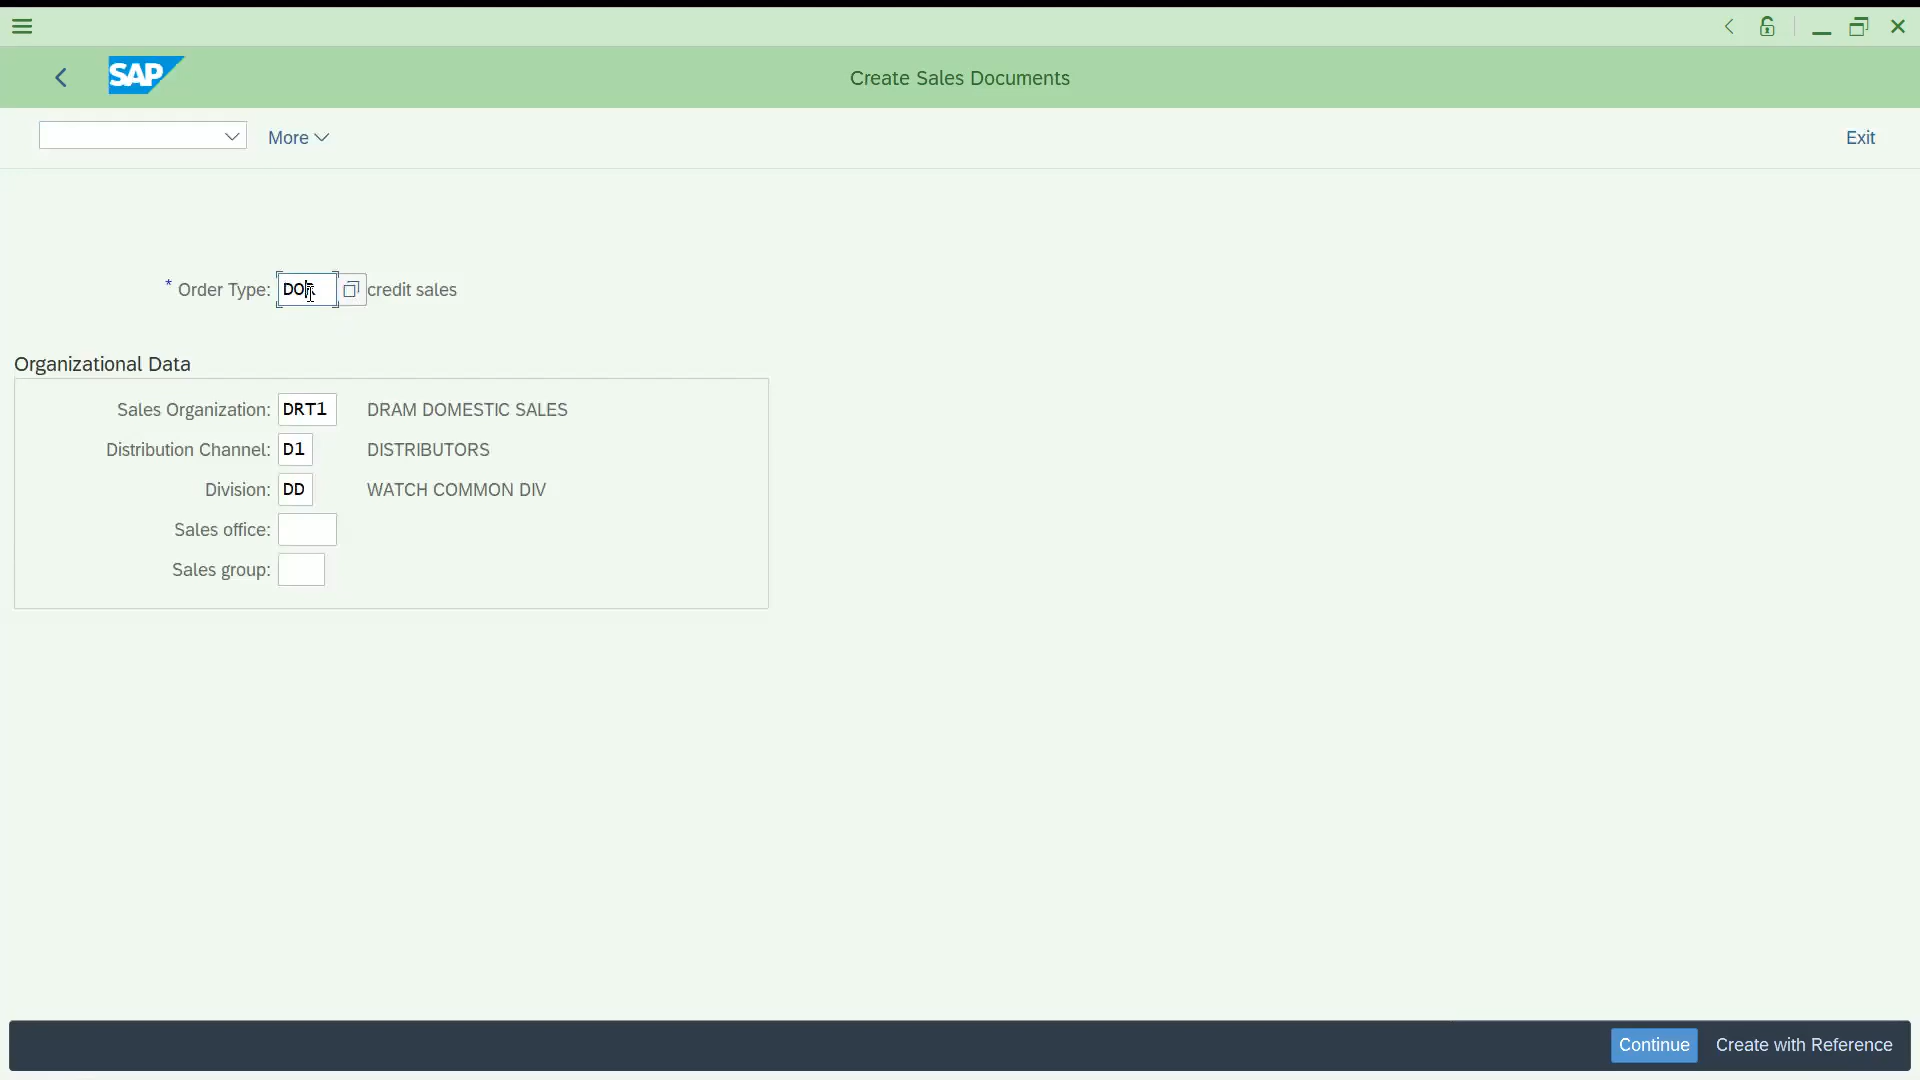 SAP
Create Sales Documents
More
Exit
* Order Type: DOR credit sales
Organizational Data
Sales Organization: DRT1 DRAM DOMESTIC SALES
Distribution Channel: D1 DISTRIBUTORS
Division: DD WATCH COMMON DIV
Sales office:
Sales group:
Continue Create with Reference